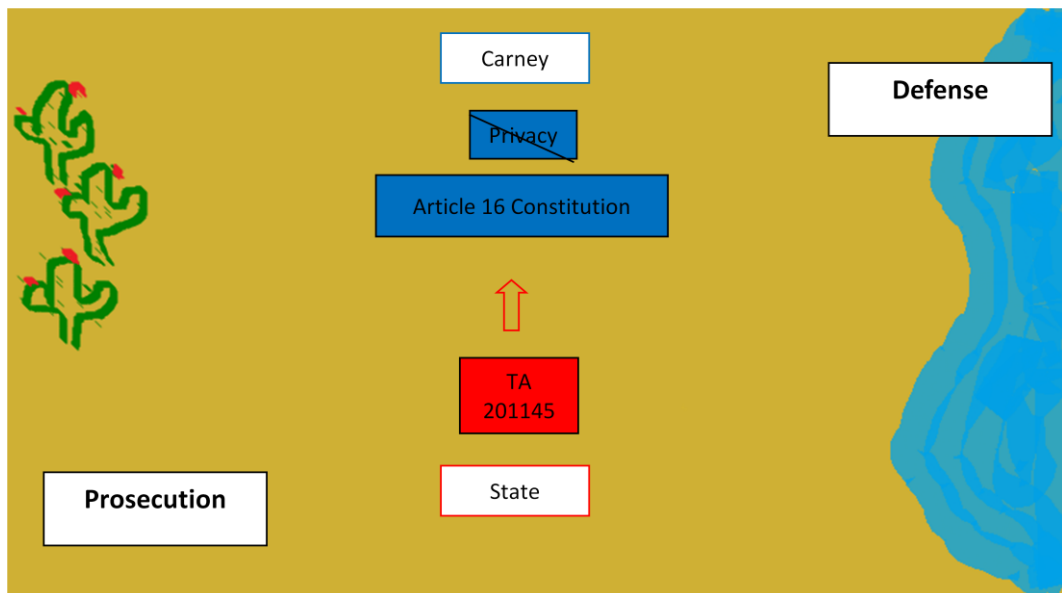 Carney
Defense
Privacy
Article 16 Constitution
TA
201145
State
Prosecution